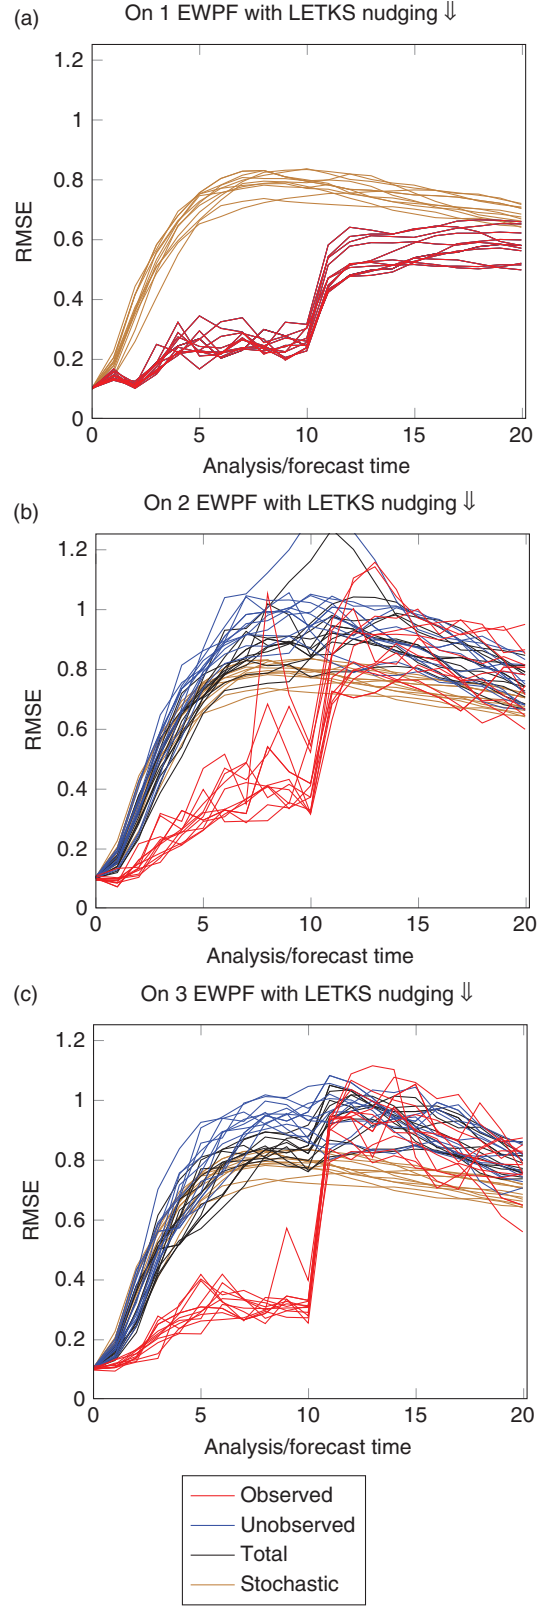 (a) On 1 EWPF with LETKS nudging ⇓
1.2
1
0.8
0.6
0.4
0.2
0
RMSE
0 5 10 15 20
Analysis/forecast time
(b) On 2 EWPF with LETKS nudging ⇓
1.2
1
0.8
0.6
0.4
0.2
0
RMSE
0 5 10 15 20
Analysis/forecast time
(c) On 3 EWPF with LETKS nudging ⇓
1.2
1
0.8
0.6
0.4
0.2
0
RMSE
0 5 10 15 20
Analysis/forecast time
Observed
Unobserved
Total
Stochastic